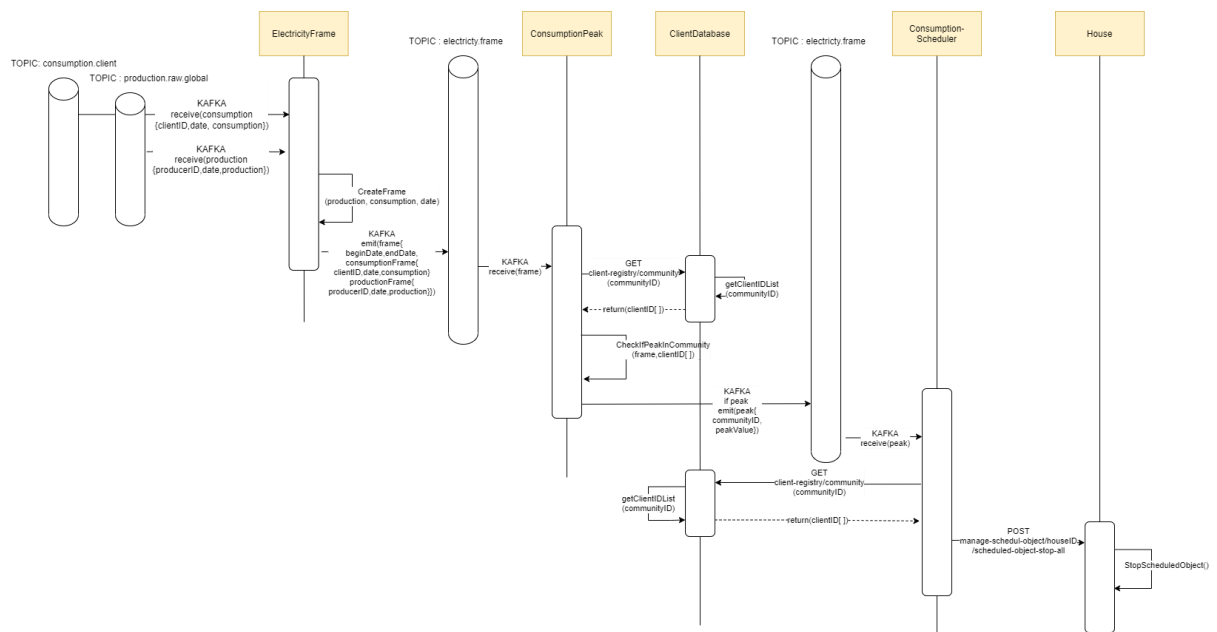 ElectricityFrame
ConsumptionPeak
ClientDatabase
Consumption-
Scheduler
House
TOPIC : electricty.frame
TOPIC : electricty.frame
TOPIC: consumption.client
TOPIC : production.raw.global
KAFKA
receive(consumption
{clientID,date, consumption})
KAFKA
receive(production
{producerID,date,production})
CreateFrame
(production, consumption, date)
KAFKA
emit(frame{
beginDate,endDate,
consumptionFrame{
clientID,date,consumption}
productionFrame{
producerID,date,production}})
KAFKA
receive(frame)
GET
client-registry/community
(communityID)
getClientIDList
(communityID)
return(clientID[ ])
CheckIfPeakInCommunity
(frame,clientID[ ])
KAFKA
if peak
emit(peak{
communityID,
peakValue})
KAFKA
receive(peak)
GET
client-registry/community
(communityID)
getClientIDList
(communityID)
return(clientID[ ])
POST
manage-schedul-object/houseID
/scheduled-object-stop-all
StopScheduledObject()